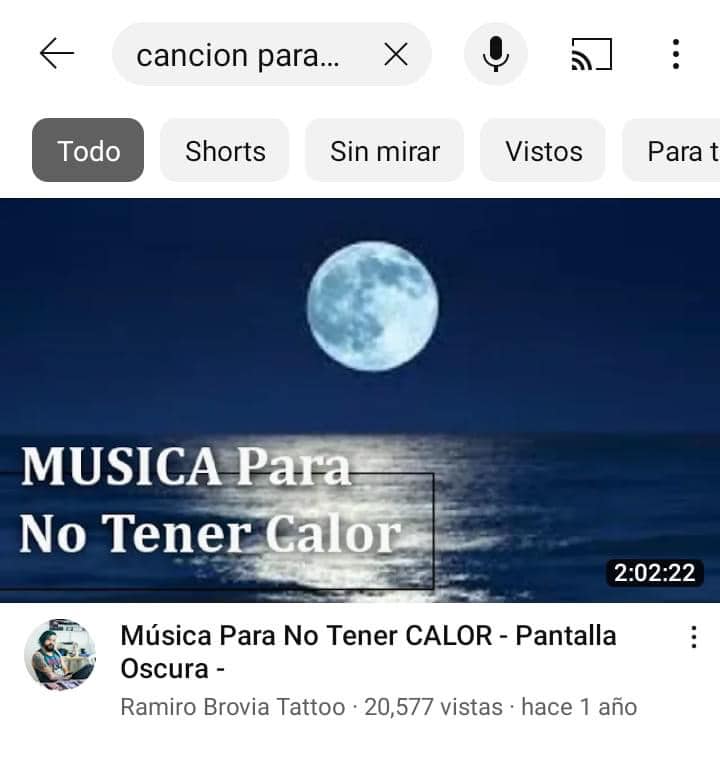 cancion para...
Todo
Shorts
Sin mirar
Vistos
Para t
MUSICA Para
No Tener Calor
2:02:22
Música Para No Tener CALOR - Pantalla
Oscura -
Ramiro Brovia Tattoo · 20,577 vistas · hace 1 año